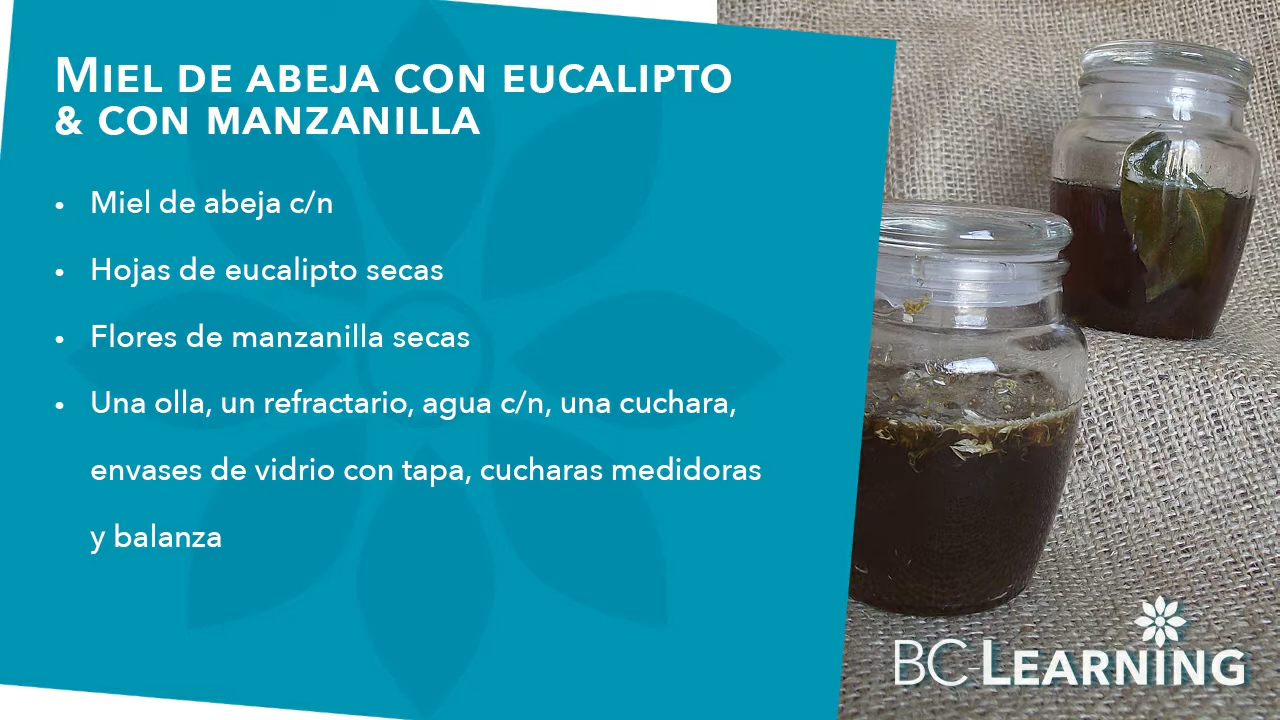 MIEL DE ABEJA CON EUCALIPTO
& CON MANZANILLA
• Miel de abeja c/n
• Hojas de eucalipto secas
• Flores de manzanilla secas
• Una olla, un refractario, agua c/n, una cuchara,
envases de vidrio con tapa, cucharas medidoras
y balanza
BC-LEARNING